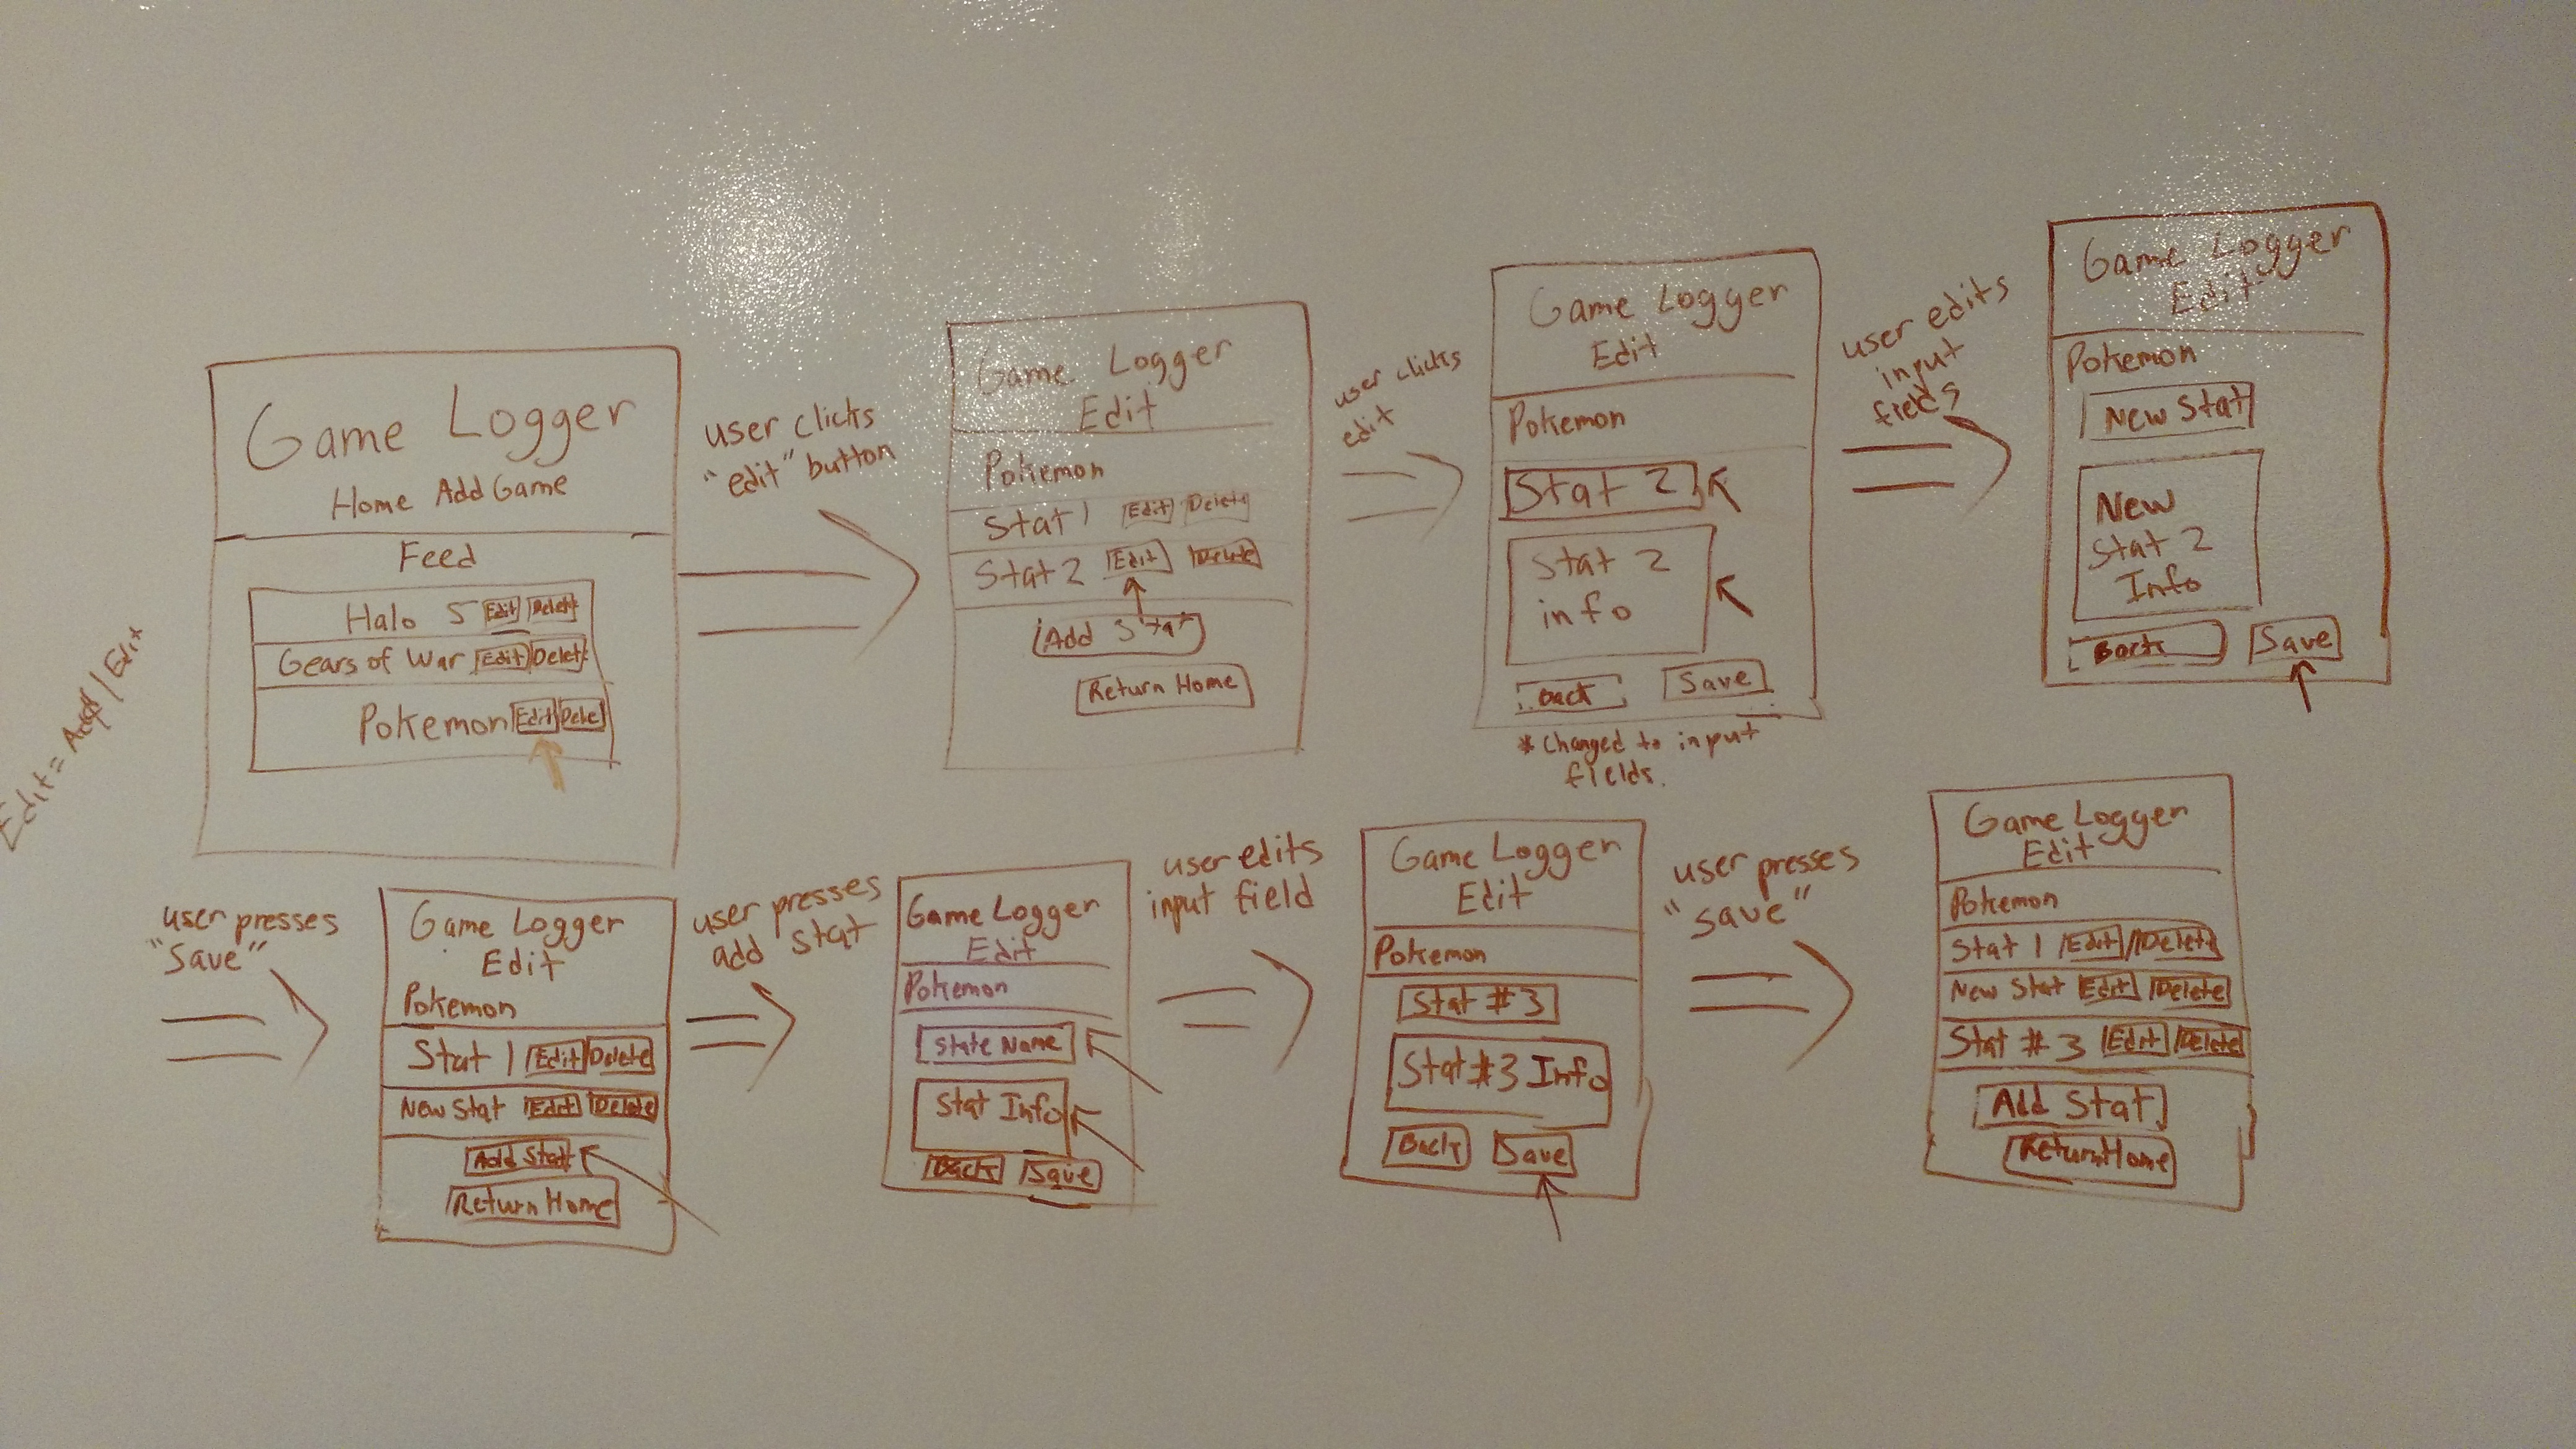 Game Logger
Home Add Game
Feed
Halo 5 Edit Delete
Gears of War Edit Delete
Pokemon Edit Delete
user clicks
"edit" button
Game Logger
Edit
Pokemon
Stat 1 Edit Delete
Stat 2 Edit Delete
Add Stat
Return Home
user clicks
edit
Game Logger
Edit
Pokemon
Stat 2
Stat 2
info
Back Save
* Changed to input
fields.
user edits
input
fields
Game Logger
Edit
Pokemon
New Stat
New
Stat 2
Info
Back Save
Edit = /
user presses
"Save"
Game Logger
Edit
Pokemon
Stat 1 Edit Delete
New Stat Edit Delete
Add Stat
Return Home
user presses
add stat
Game Logger
Edit
Pokemon
State Name
Stat Info
Back Save
user edits
input field
Game Logger
Edit
Pokemon
Stat #3
Stat #3 Info
Back Save
user presses
"save"
Game Logger
Edit
Pokemon
Stat 1 Edit Delete
New Stat Edit Delete
Stat #3 Edit Delete
Add Stat
Return Home